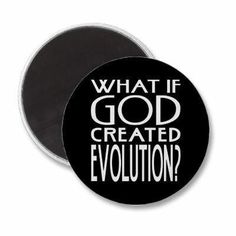 WHAT IF
GOD
CREATED
EVOLUTION?